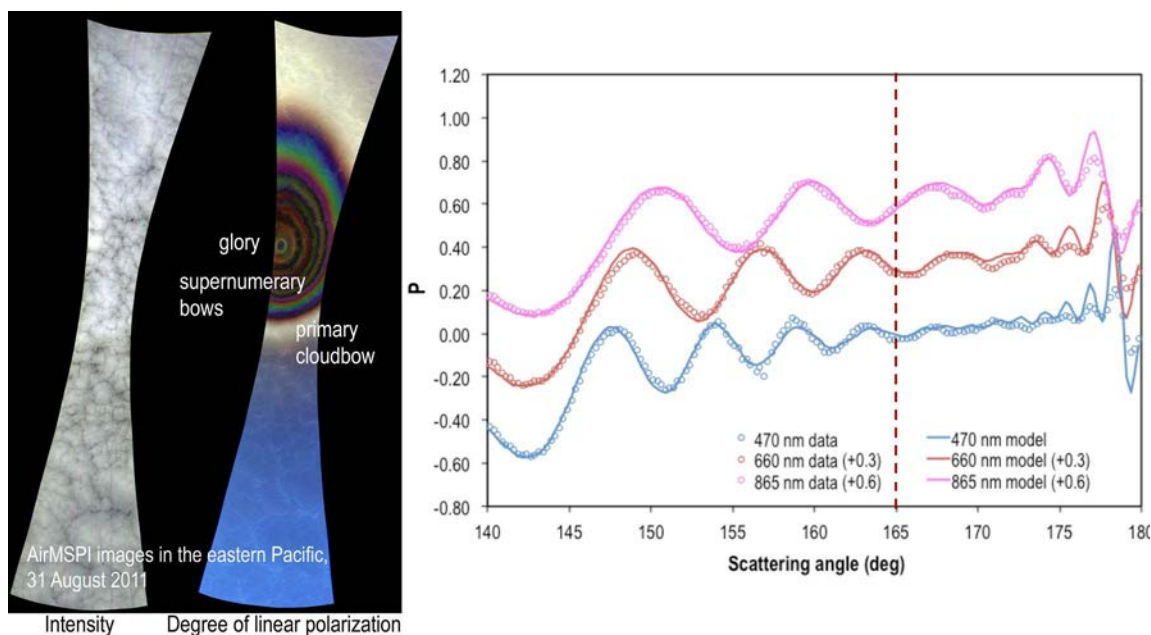 glory
supernumerary
bows
primary
cloudbow
AirMSPI images in the eastern Pacific,
31 August 2011
Intensity
Degree of linear polarization
1.20
1.00
0.80
0.60
0.40
0.20
0.00
-0.20
-0.40
-0.60
-0.80
P
470 nm data
660 nm data (+0.3)
865 nm data (+0.6)
470 nm model
660 nm model (+0.3)
865 nm model (+0.6)
140 145 150 155 160 165 170 175 180
Scattering angle (deg)